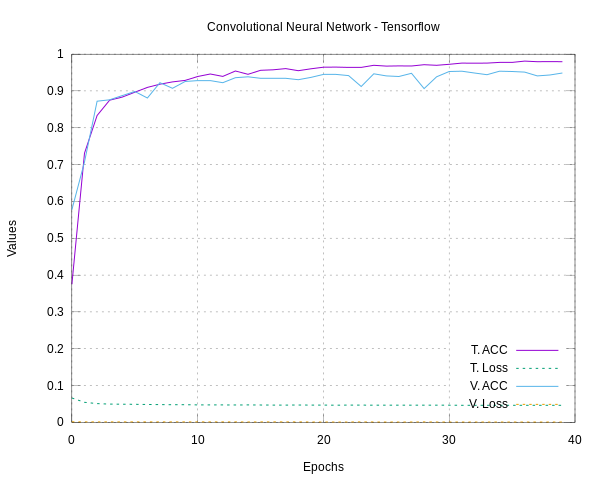 Convolutional Neural Network - Tensorflow
1
0.9
0.8
0.7
0.6
0.5
0.4
0.3
0.2
0.1
0
Values
T. ACC
T. Loss
V. ACC
V. Loss
0 10 20 30 40
Epochs